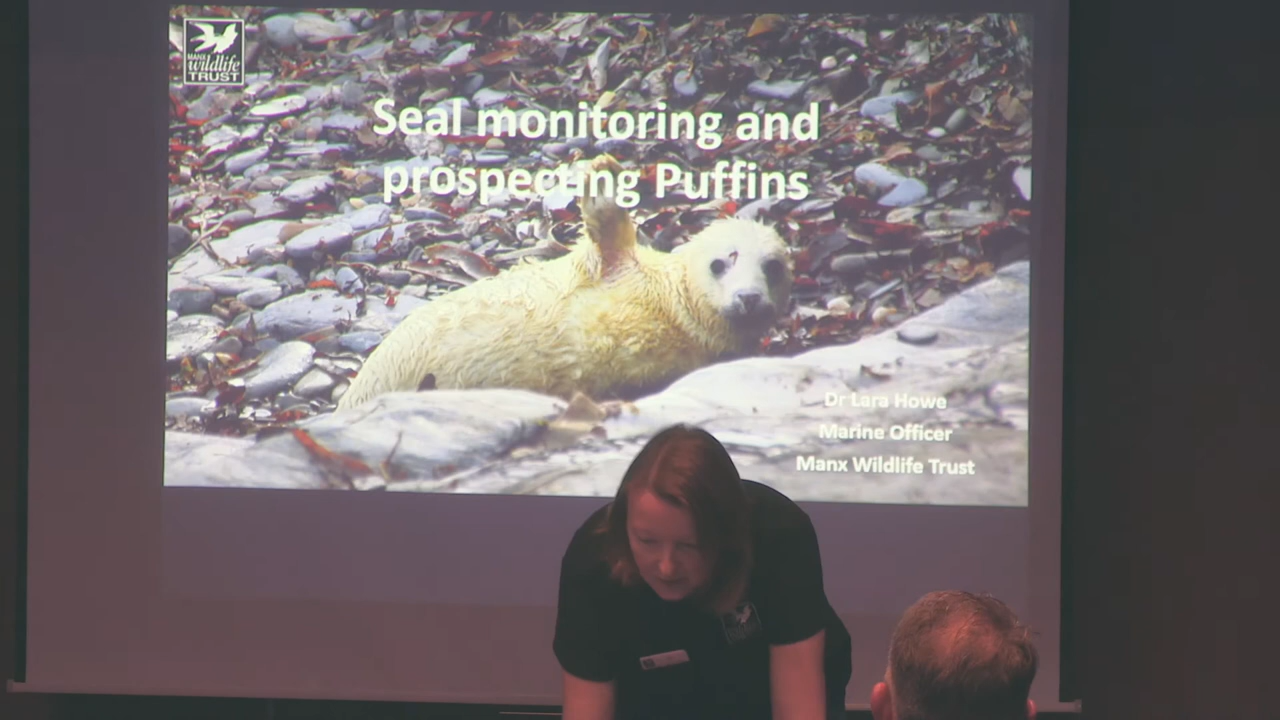 MANX
wildlife
TRUST
Seal monitoring and
prospecting Puffins
Dr Lara Howe
Marine Officer
Manx Wildlife Trust